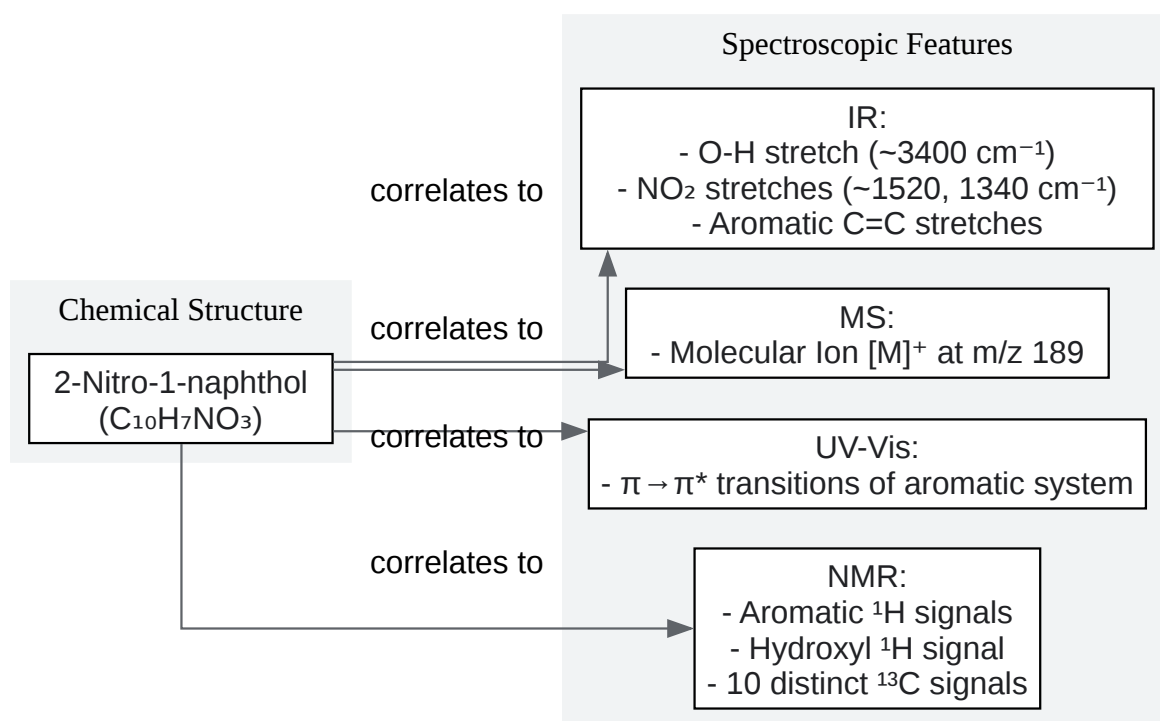 Spectroscopic Features
IR:
- O-H stretch (~3400 cm⁻¹)
- NO₂ stretches (~1520, 1340 cm⁻¹)
- Aromatic C=C stretches
correlates to
Chemical Structure
2-Nitro-1-naphthol
(C₁₀H₇NO₃)
correlates to
MS:
- Molecular Ion [M]⁺ at m/z 189
correlates to
UV-Vis:
- π→π* transitions of aromatic system
correlates to
NMR:
- Aromatic ¹H signals
- Hydroxyl ¹H signal
- 10 distinct ¹³C signals